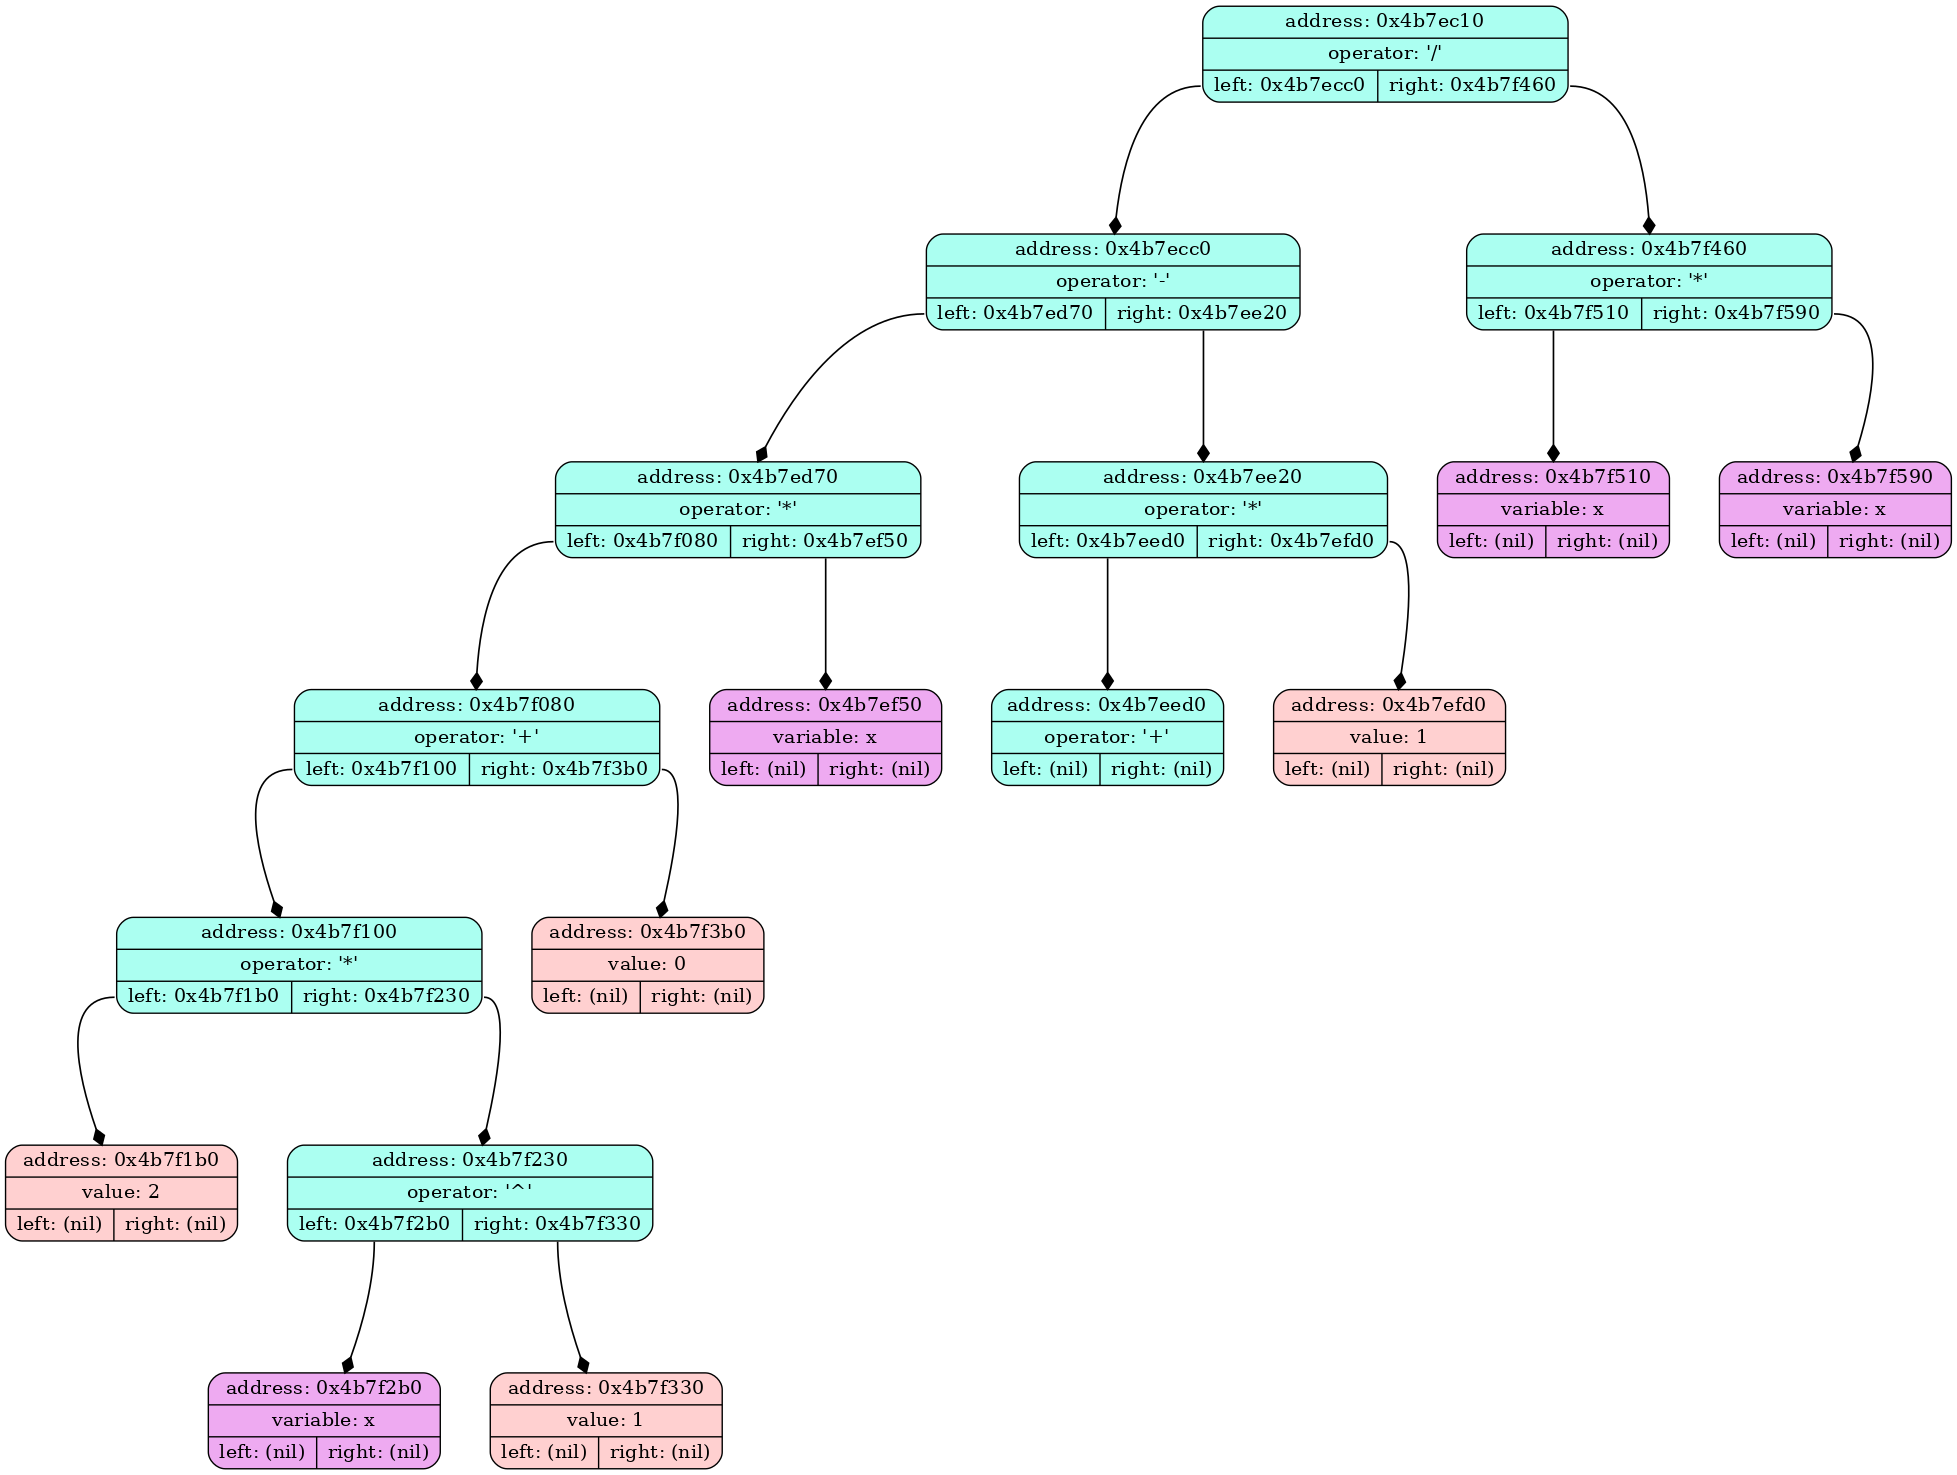 address: 0x4b7ec10
operator: '/'
left: 0x4b7ecc0 right: 0x4b7f460
address: 0x4b7ecc0
operator: '-'
left: 0x4b7ed70 right: 0x4b7ee20
address: 0x4b7f460
operator: '*'
left: 0x4b7f510 right: 0x4b7f590
address: 0x4b7ed70
operator: '*'
left: 0x4b7f080 right: 0x4b7ef50
address: 0x4b7ee20
operator: '*'
left: 0x4b7eed0 right: 0x4b7efd0
address: 0x4b7f510
variable: x
left: (nil) right: (nil)
address: 0x4b7f590
variable: x
left: (nil) right: (nil)
address: 0x4b7f080
operator: '+'
left: 0x4b7f100 right: 0x4b7f3b0
address: 0x4b7ef50
variable: x
left: (nil) right: (nil)
address: 0x4b7eed0
operator: '+'
left: (nil) right: (nil)
address: 0x4b7efd0
value: 1
left: (nil) right: (nil)
address: 0x4b7f100
operator: '*'
left: 0x4b7f1b0 right: 0x4b7f230
address: 0x4b7f3b0
value: 0
left: (nil) right: (nil)
address: 0x4b7f1b0
value: 2
left: (nil) right: (nil)
address: 0x4b7f230
operator: '^'
left: 0x4b7f2b0 right: 0x4b7f330
address: 0x4b7f2b0
variable: x
left: (nil) right: (nil)
address: 0x4b7f330
value: 1
left: (nil) right: (nil)